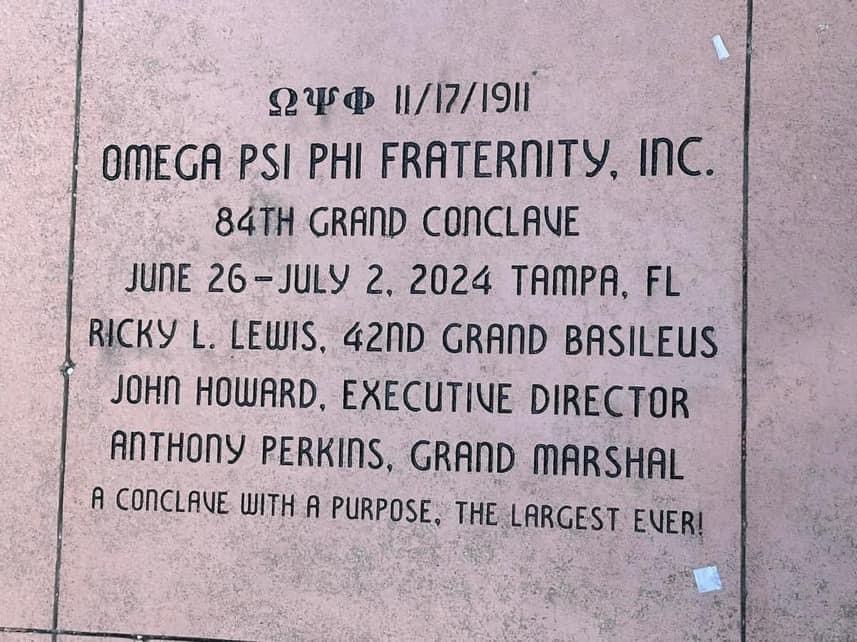 ΩΨΦ 11/17/1911
OMEGA PSI PHI FRATERNITY, INC.
84TH GRAND CONCLAVE
JUNE 26-JULY 2, 2024 TAMPA, FL
RICKY L. LEWIS, 42ND GRAND BASILEUS
JOHN HOWARD, EXECUTIVE DIRECTOR
ANTHONY PERKINS, GRAND MARSHAL
A CONCLAVE WITH A PURPOSE, THE LARGEST EVER!